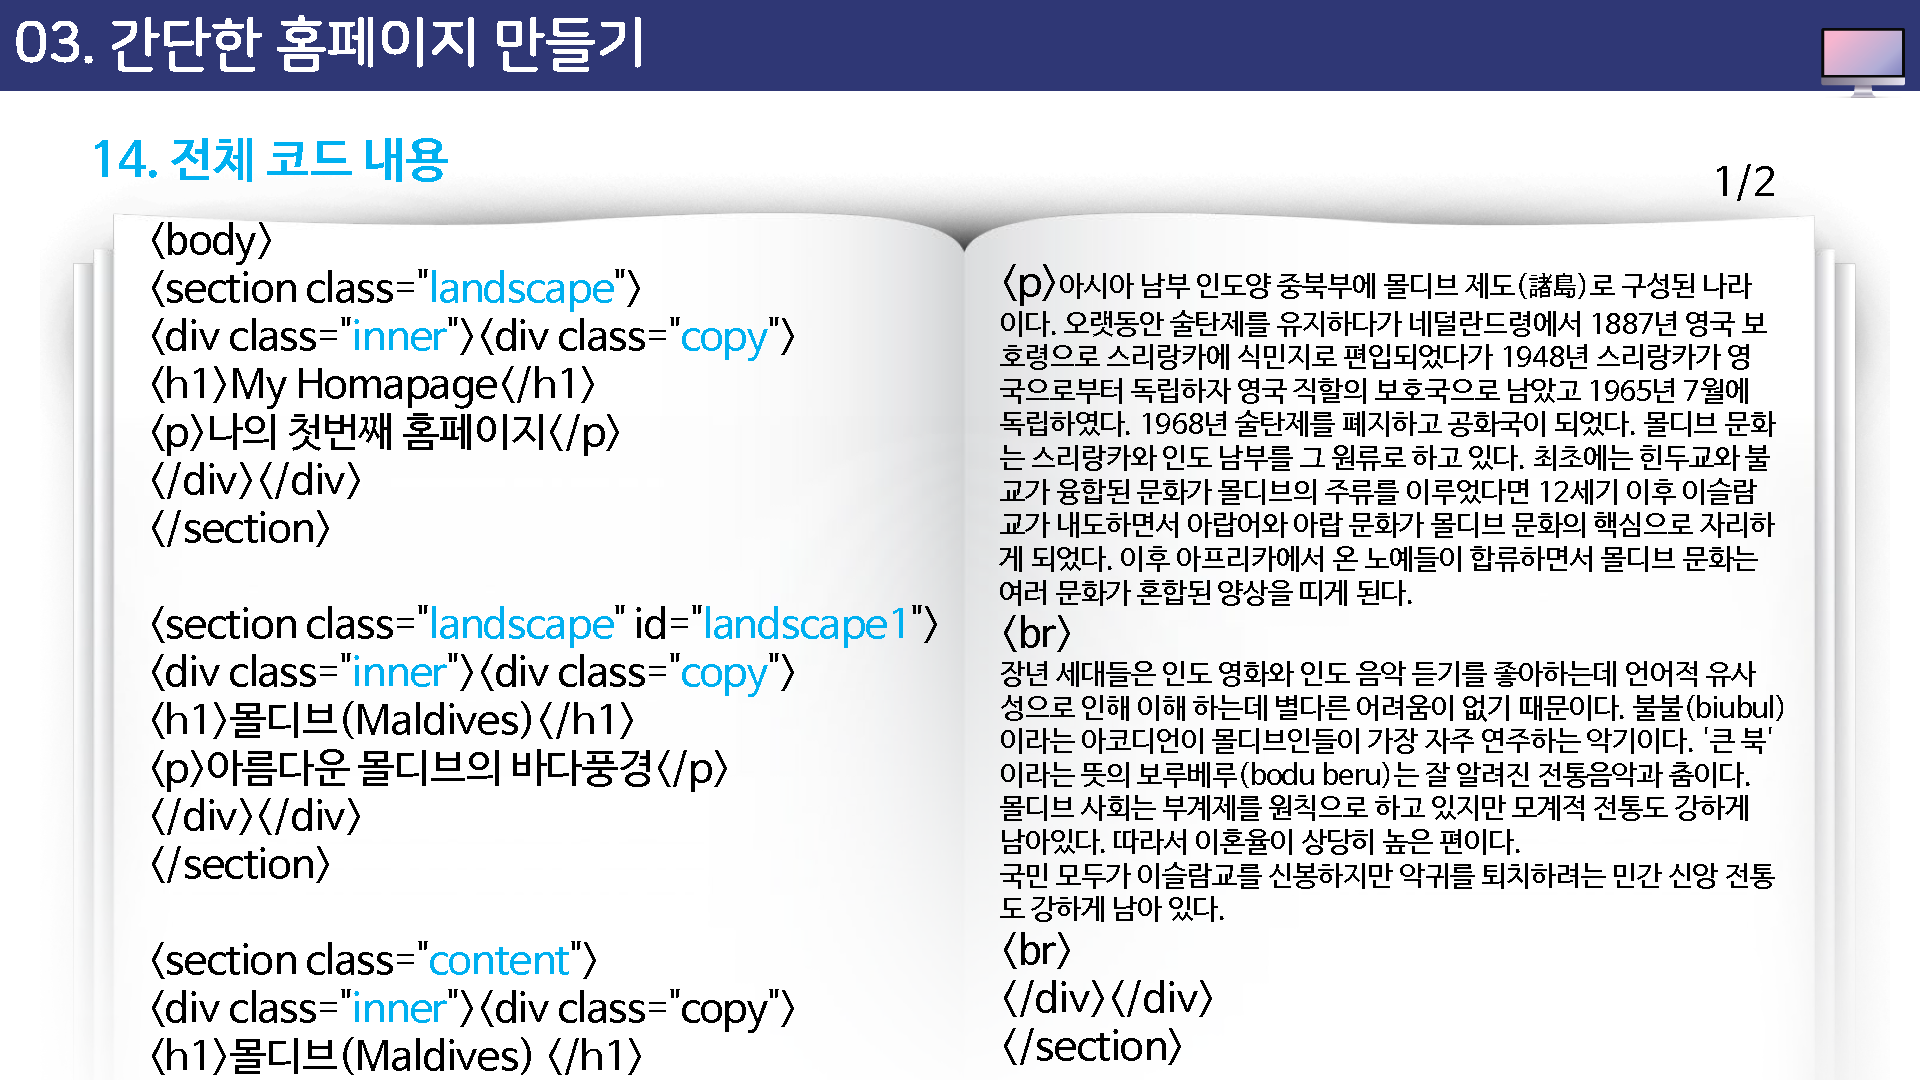 03. 간단한 홈페이지 만들기
14. 전체 코드 내용
1/2
<body>
<section class="landscape">
<div class="inner"><div class="copy">
<h1>My Homapage</h1>
<p>나의 첫번째 홈페이지</p>
</div></div>
</section>
<section class="landscape" id="landscape1">
<div class="inner"><div class="copy">
<h1>몰디브(Maldives)</h1>
<p>아름다운 몰디브의 바다풍경</p>
</div></div>
</section>
<section class="content">
<div class="inner"><div class="copy">
<h1>몰디브(Maldives) </h1>
<p>아시아 남부 인도양 중북부에 몰디브 제도(諸島)로 구성된 나라
이다. 오랫동안 술탄제를 유지하다가 네덜란드령에서 1887년 영국 보
호령으로 스리랑카에 식민지로 편입되었다가 1948년 스리랑카가 영
국으로부터 독립하자 영국 직할의 보호국으로 남았고 1965년 7월에
독립하였다. 1968년 술탄제를 폐지하고 공화국이 되었다. 몰디브 문화
는 스리랑카와 인도 남부를 그 원류로 하고 있다. 최초에는 힌두교와 불
교가 융합된 문화가 몰디브의 주류를 이루었다면 12세기 이후 이슬람
교가 내도하면서 아랍어와 아랍 문화가 몰디브 문화의 핵심으로 자리하
게 되었다. 이후 아프리카에서 온 노예들이 합류하면서 몰디브 문화는
여러 문화가 혼합된 양상을 띠게 된다.
<br>
장년 세대들은 인도 영화와 인도 음악 듣기를 좋아하는데 언어적 유사
성으로 인해 이해 하는데 별다른 어려움이 없기 때문이다. 불불(biubul)
이라는 아코디언이 몰디브인들이 가장 자주 연주하는 악기이다. '큰 북'
이라는 뜻의 보루베루(bodu beru)는 잘 알려진 전통음악과 춤이다.
몰디브 사회는 부계제를 원칙으로 하고 있지만 모계적 전통도 강하게
남아있다. 따라서 이혼율이 상당히 높은 편이다.
국민 모두가 이슬람교를 신봉하지만 악귀를 퇴치하려는 민간 신앙 전통
도 강하게 남아 있다.
<br>
</div></div>
</section>